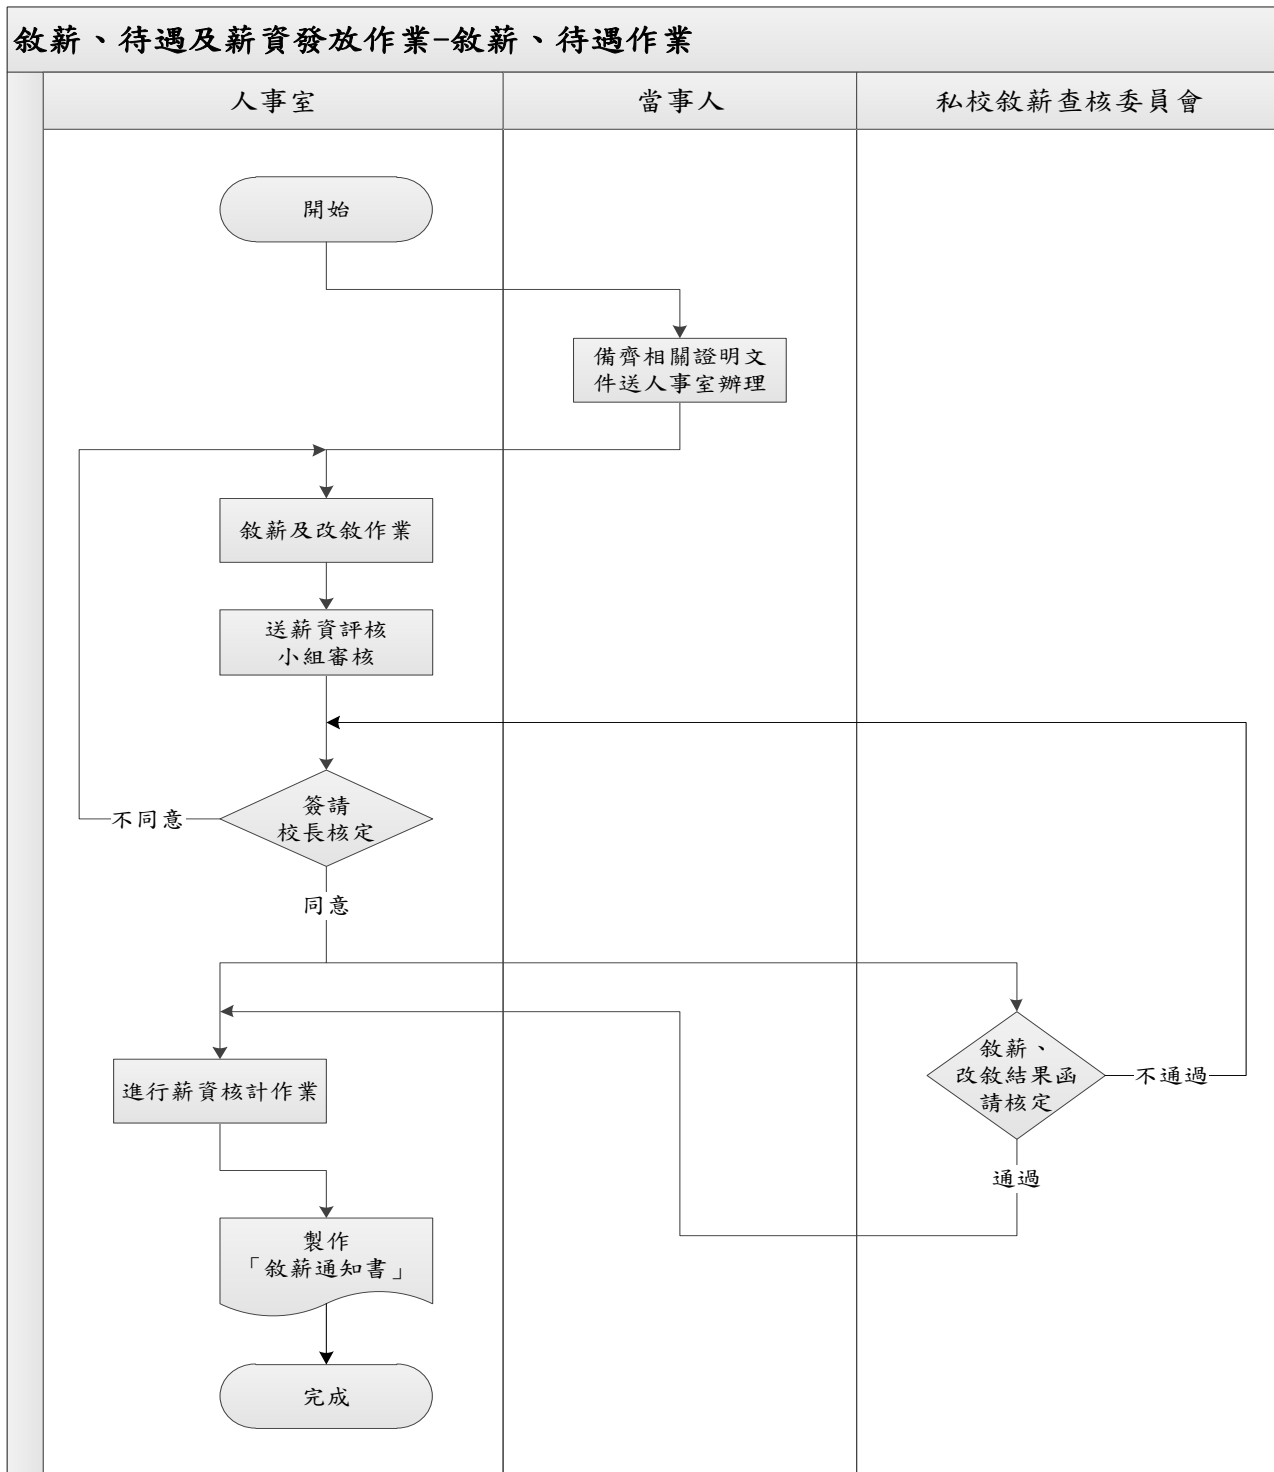 敘薪、待遇及薪資發放作業-敘薪、待遇作業
人事室
當事人
私校敘薪查核委員會
開始
備齊相關證明文
件送人事室辦理
敘薪及改敘作業
送薪資評核
小組審核
簽請
校長核定
不同意
同意
敘薪、
改敘結果函
請核定
不通過
進行薪資核計作業
通過
製作
「敘薪通知書」
完成